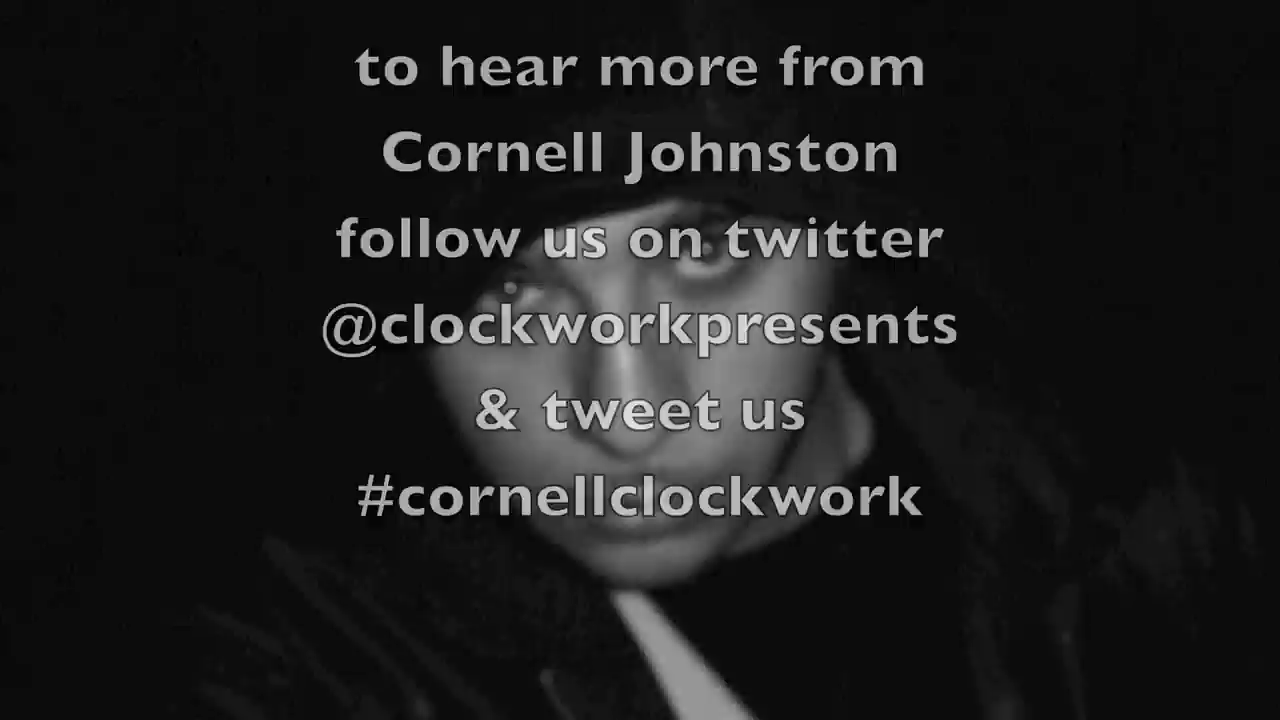 to hear more from
Cornell Johnston
follow us on twitter
@clockworkpresents
& tweet us
#cornellclockwork